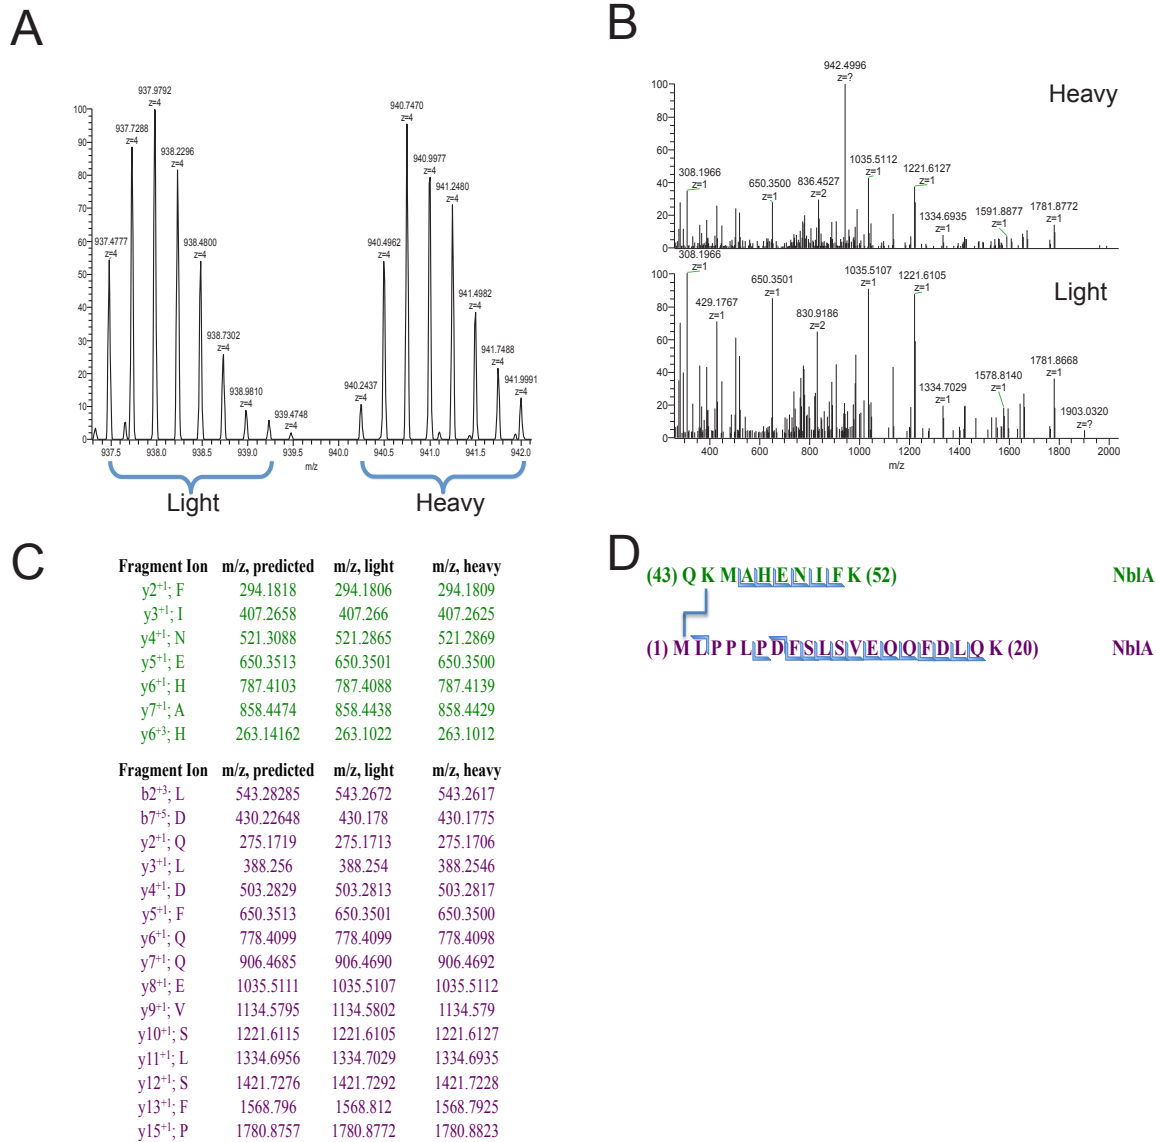 A
B
937.9792
z=4
937.7288
z=4
938.2296
z=4
937.4777
z=4
938.4800
z=4
938.7302
z=4
938.9810
z=4
939.4748
z=4
940.7470
z=4
940.9977
z=4
941.2480
z=4
940.4962
z=4
941.4982
z=4
941.7488
z=4
940.2437
z=4
941.9991
z=4
100
90
80
70
60
50
40
30
20
10
0
937.5 938.0 938.5 939.0 939.5 940.0 940.5 941.0 941.5 942.0
m/z
Light
Heavy
942.4996
z=?
Heavy
100
80
60
40
20
0
308.1966
z=1
650.3500
z=1
836.4527
z=2
1035.5112
z=1
1221.6127
z=1
1334.6935
z=1
1591.8877
z=1
1781.8772
z=1
308.1966
z=1
Light
100
80
60
40
20
0
429.1767
z=1
650.3501
z=1
830.9186
z=2
1035.5107
z=1
1221.6105
z=1
1334.7029
z=1
1578.8140
z=1
1781.8668
z=1
1903.0320
z=?
400 600 800 1000 1200 1400 1600 1800 2000
m/z
C
Fragment Ion m/z, predicted m/z, light m/z, heavy
y2+1; F 294.1818 294.1806 294.1809
y3+1; I 407.2658 407.266 407.2625
y4+1; N 521.3088 521.2865 521.2869
y5+1; E 650.3513 650.3501 650.3500
y6+1; H 787.4103 787.4088 787.4139
y7+1; A 858.4474 858.4438 858.4429
y6+3; H 263.14162 263.1022 263.1012
Fragment Ion m/z, predicted m/z, light m/z, heavy
b2+3; L 543.28285 543.2672 543.2617
b7+5; D 430.22648 430.178 430.1775
y2+1; Q 275.1719 275.1713 275.1706
y3+1; L 388.256 388.254 388.2546
y4+1; D 503.2829 503.2813 503.2817
y5+1; F 650.3513 650.3501 650.3500
y6+1; Q 778.4099 778.4099 778.4098
y7+1; Q 906.4685 906.4690 906.4692
y8+1; E 1035.5111 1035.5107 1035.5112
y9+1; V 1134.5795 1134.5802 1134.579
y10+1; S 1221.6115 1221.6105 1221.6127
y11+1; L 1334.6956 1334.7029 1334.6935
y12+1; S 1421.7276 1421.7292 1421.7228
y13+1; F 1568.796 1568.812 1568.7925
y15+1; P 1780.8757 1780.8772 1780.8823
D
(43) Q K M A H E N I F K (52) NblA
(1) M L P P L P D F S L S V E Q Q F D L Q K (20) NblA